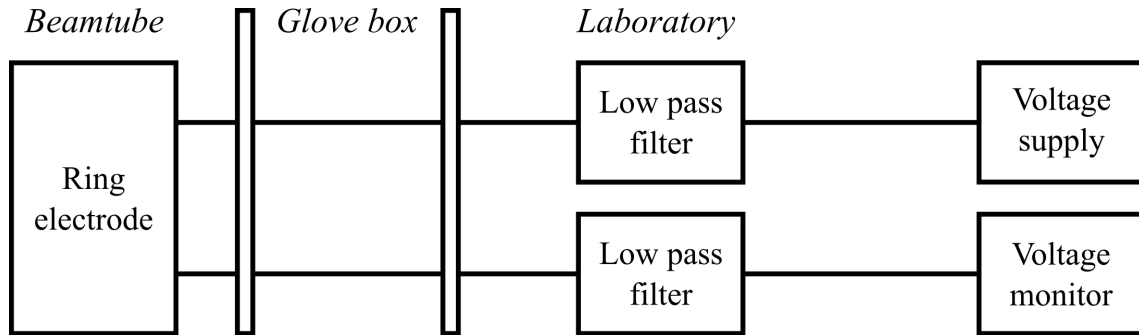 Beamtube
Glove box
Laboratory
Ring
electrode
Low pass
filter
Voltage
supply
Low pass
filter
Voltage
monitor